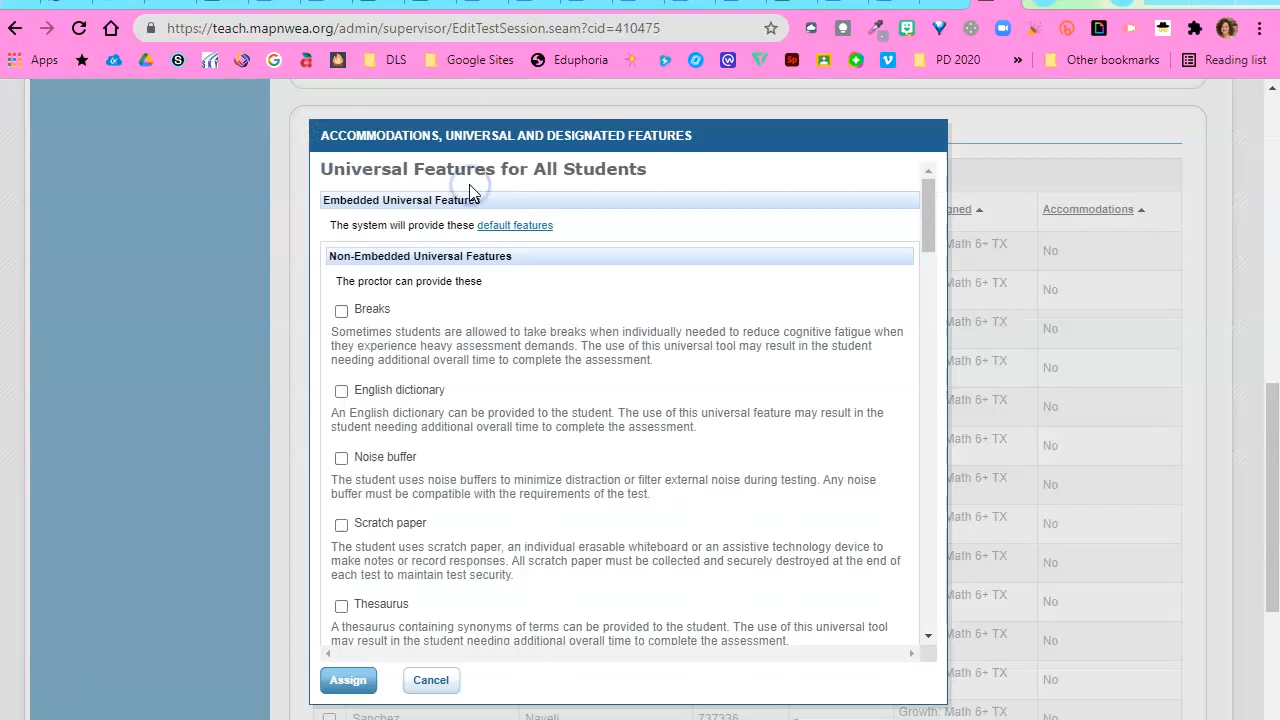 https://teach.mapnwea.org/admin/supervisor/EditTestSession.seam?cid=410475
Apps
DLS
Google Sites
Eduphoria
PD 2020
»
Other bookmarks
Reading list
ACCOMMODATIONS, UNIVERSAL AND DESIGNATED FEATURES
Universal Features for All Students
Embedded Universal Features
The system will provide these default features
Non-Embedded Universal Features
The proctor can provide these
Breaks
Sometimes students are allowed to take breaks when individually needed to reduce cognitive fatigue when
they experience heavy assessment demands. The use of this universal tool may result in the student
needing additional overall time to complete the assessment.
English dictionary
An English dictionary can be provided to the student. The use of this universal feature may result in the
student needing additional overall time to complete the assessment.
Noise buffer
The student uses noise buffers to minimize distraction or filter external noise during testing. Any noise
buffer must be compatible with the requirements of the test.
Scratch paper
The student uses scratch paper, an individual erasable whiteboard or an assistive technology device to
make notes or record responses. All scratch paper must be collected and securely destroyed at the end of
each test to maintain test security.
Thesaurus
A thesaurus containing synonyms of terms can be provided to the student. The use of this universal tool
may result in the student needing additional overall time to complete the assessment.
Assign
Cancel
gned
Accommodations
Math 6+ TX
No
Math 6+ TX
No
Math 6+ TX
No
Math 6+ TX
No
Math 6+ TX
No
Math 6+ TX
No
Math 6+ TX
No
Math 6+ TX
No
Math 6+ TX
No
Math 6+ TX
No
Math 6+ TX
No
Math 6+ TX
No
Sanchez
Naveli
737336
Growth: Math 6+ TX
No